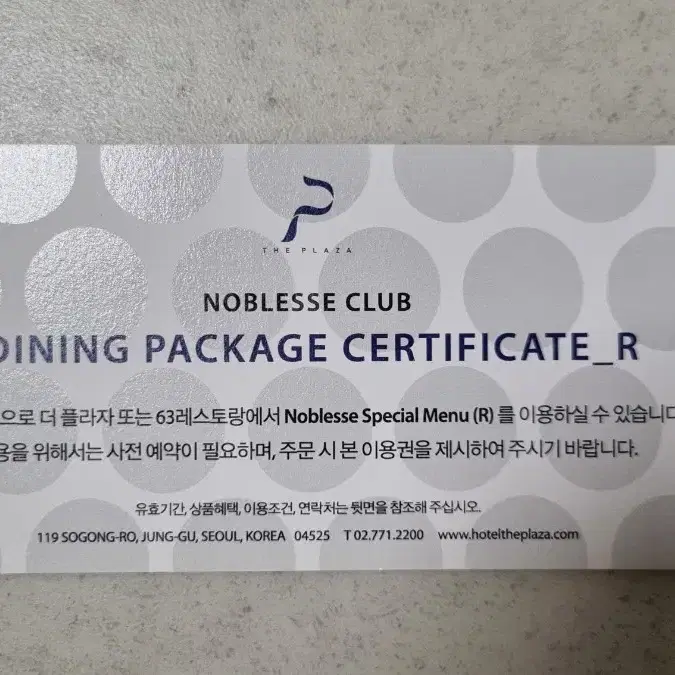 THE PLAZA
NOBLESSE CLUB
DINING PACKAGE CERTIFICATE_R
으로 더 플라자 또는 63레스토랑에서 Noblesse Special Menu (R) 를 이용하실 수 있습니다
용을 위해서는 사전 예약이 필요하며, 주문 시 본 이용권을 제시하여 주시기 바랍니다.
유효기간, 상품혜택, 이용조건, 연락처는 뒷면을 참조해 주십시오.
119 SOGONG-RO, JUNG-GU, SEOUL, KOREA 04525 T 02.771.2200 www.hoteltheplaza.com